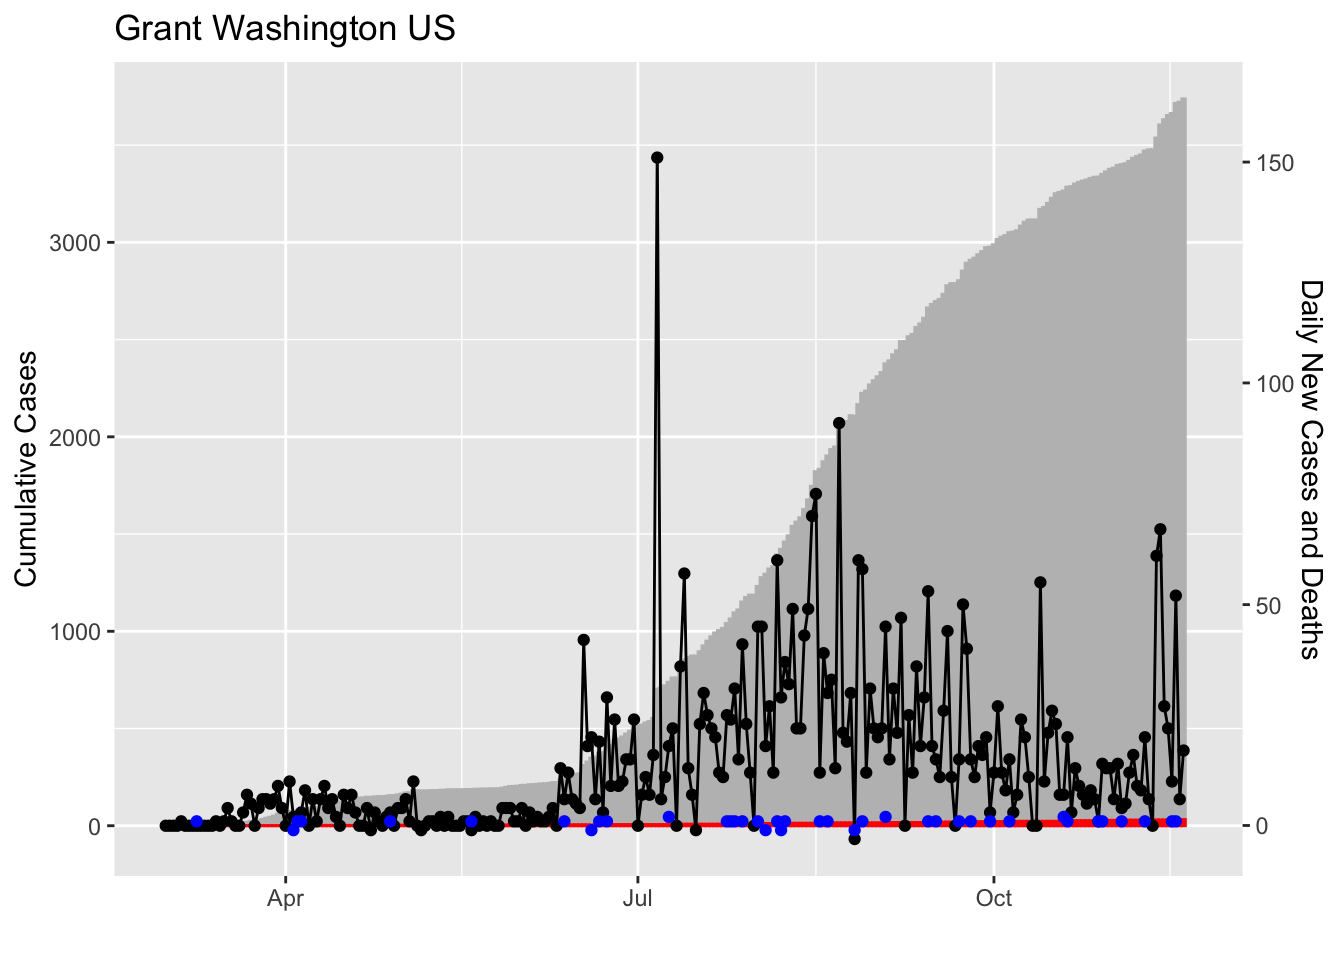 Grant Washington US
Cumulative Cases
3000
2000
1000
0
150
100
50
0
Daily New Cases and Deaths
Apr
Jul
Oct